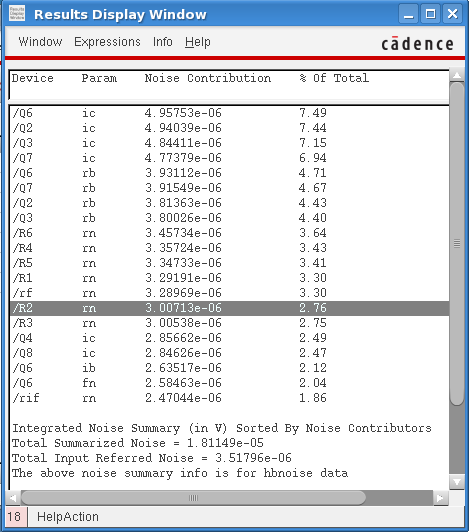 Results Display Window
Window Expressions Info Help
cādence
Device Param Noise Contribution % Of Total
/Q6 ic 4.95753e-06 7.49
/Q2 ic 4.94039e-06 7.44
/Q3 ic 4.84411e-06 7.15
/Q7 ic 4.77379e-06 6.94
/Q6 rb 3.93112e-06 4.71
/Q7 rb 3.91549e-06 4.67
/Q2 rb 3.81363e-06 4.43
/Q3 rb 3.80026e-06 4.40
/R6 rn 3.45734e-06 3.64
/R4 rn 3.35724e-06 3.43
/R5 rn 3.34733e-06 3.41
/R1 rn 3.29191e-06 3.30
/rf rn 3.28969e-06 3.30
/R2 rn 3.00713e-06 2.76
/R3 rn 3.00538e-06 2.75
/Q4 ic 2.85662e-06 2.49
/Q8 ic 2.84626e-06 2.47
/Q6 ib 2.63517e-06 2.12
/Q6 fn 2.58463e-06 2.04
/rif rn 2.47044e-06 1.86
Integrated Noise Summary (in V) Sorted By Noise Contributors
Total Summarized Noise = 1.81149e-05
Total Input Referred Noise = 3.51796e-06
The above noise summary info is for hbnoise data
18 HelpAction